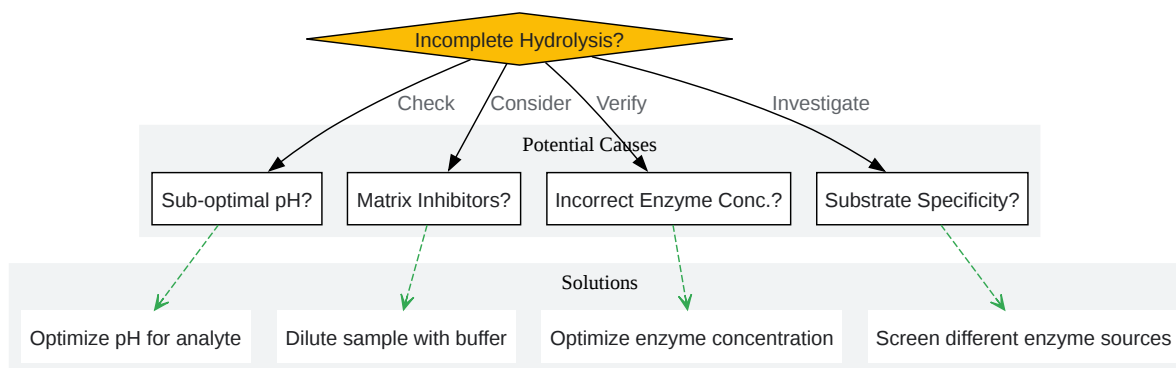 Incomplete Hydrolysis?
Check
Consider
Verify
Investigate
Potential Causes
Sub-optimal pH?
Matrix Inhibitors?
Incorrect Enzyme Conc.?
Substrate Specificity?
Solutions
Optimize pH for analyte
Dilute sample with buffer
Optimize enzyme concentration
Screen different enzyme sources